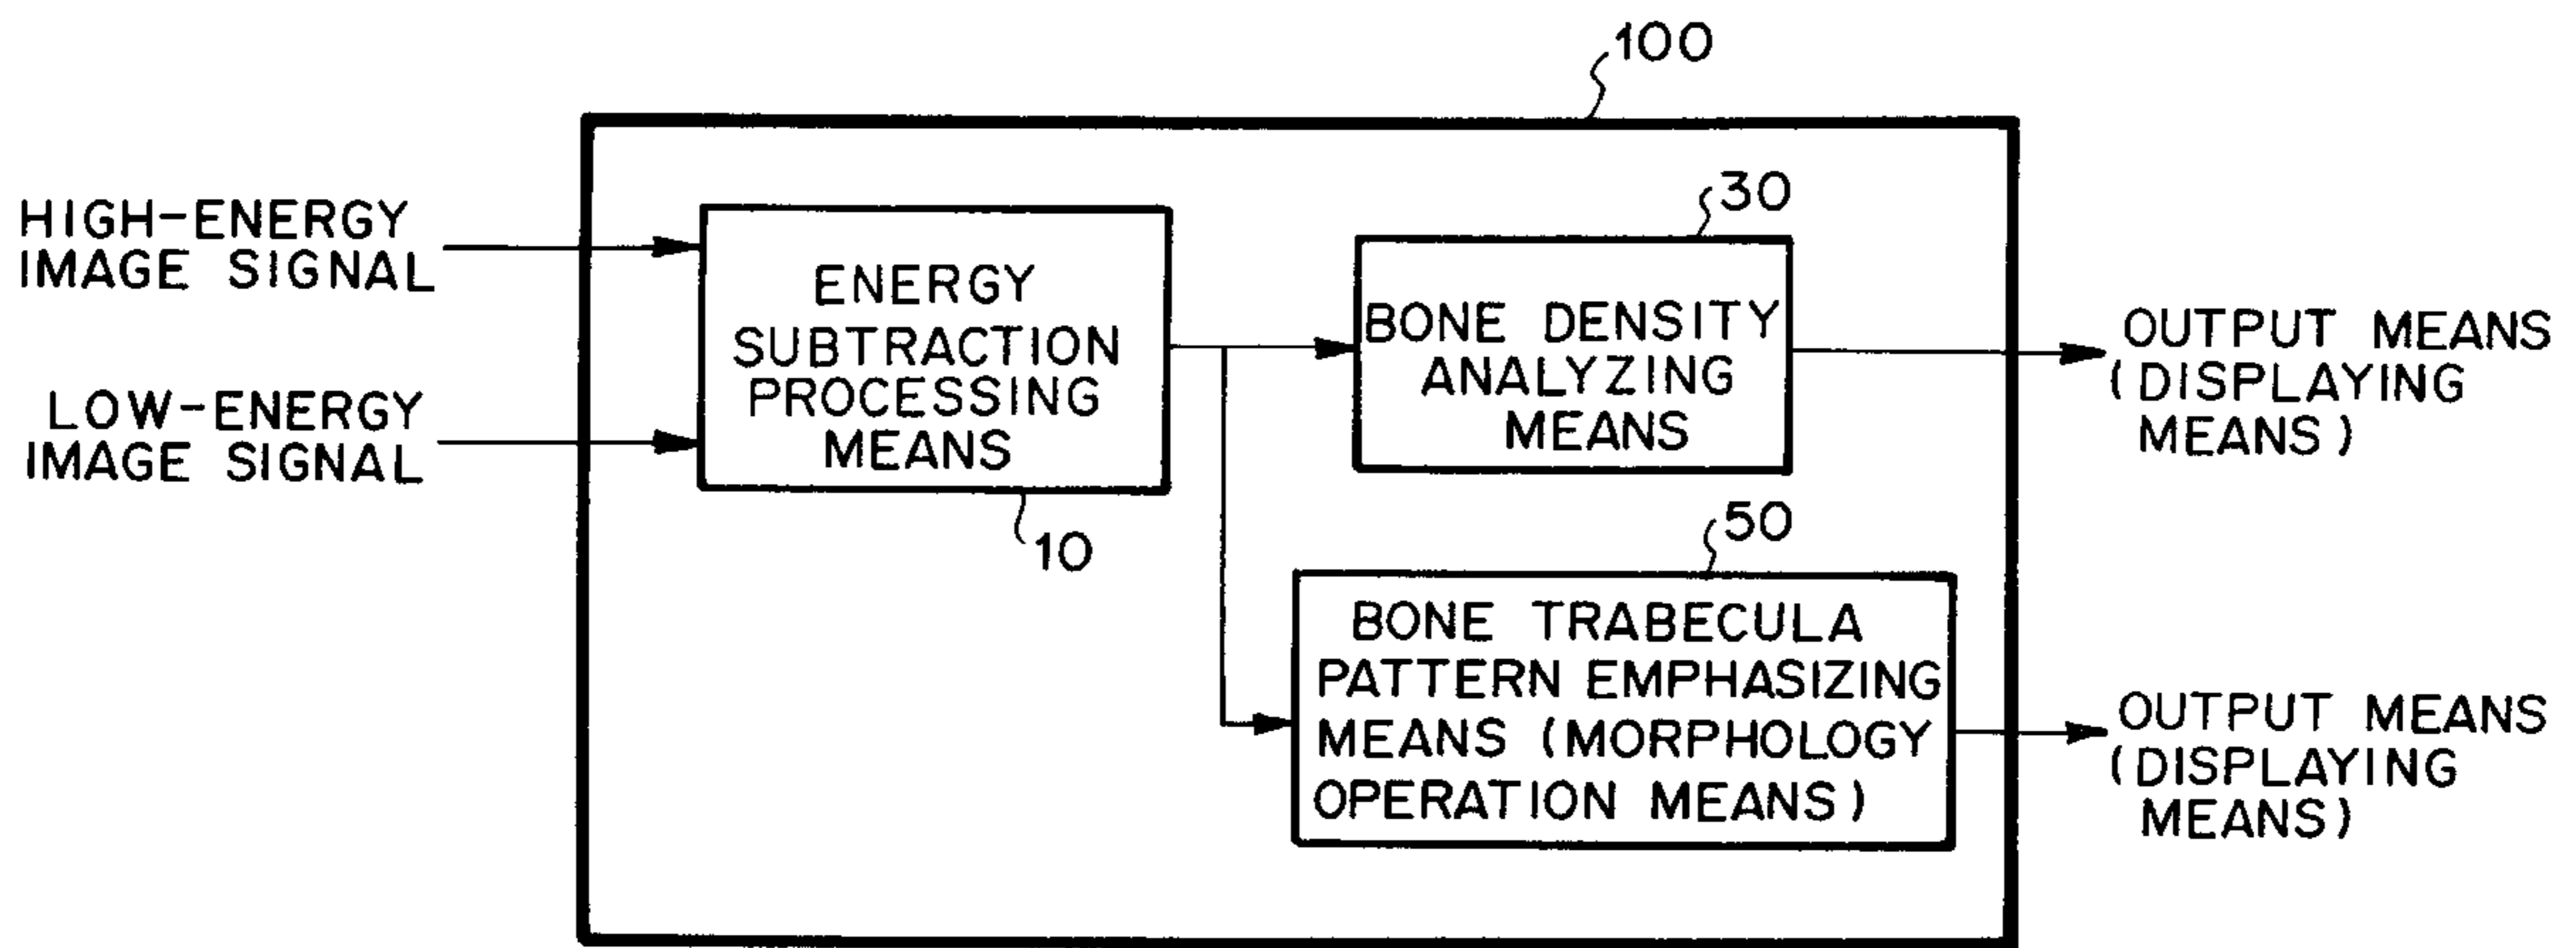 100
HIGH-ENERGY
IMAGE SIGNAL
LOW-ENERGY
IMAGE SIGNAL
ENERGY
SUBTRACTION
PROCESSING
MEANS
10
30
BONE DENSITY
ANALYZING
MEANS
50
BONE TRABECULA
PATTERN EMPHASIZING
MEANS (MORPHOLOGY
OPERATION MEANS)
OUTPUT MEANS
(DISPLAYING
MEANS)
OUTPUT MEANS
(DISPLAYING
MEANS)